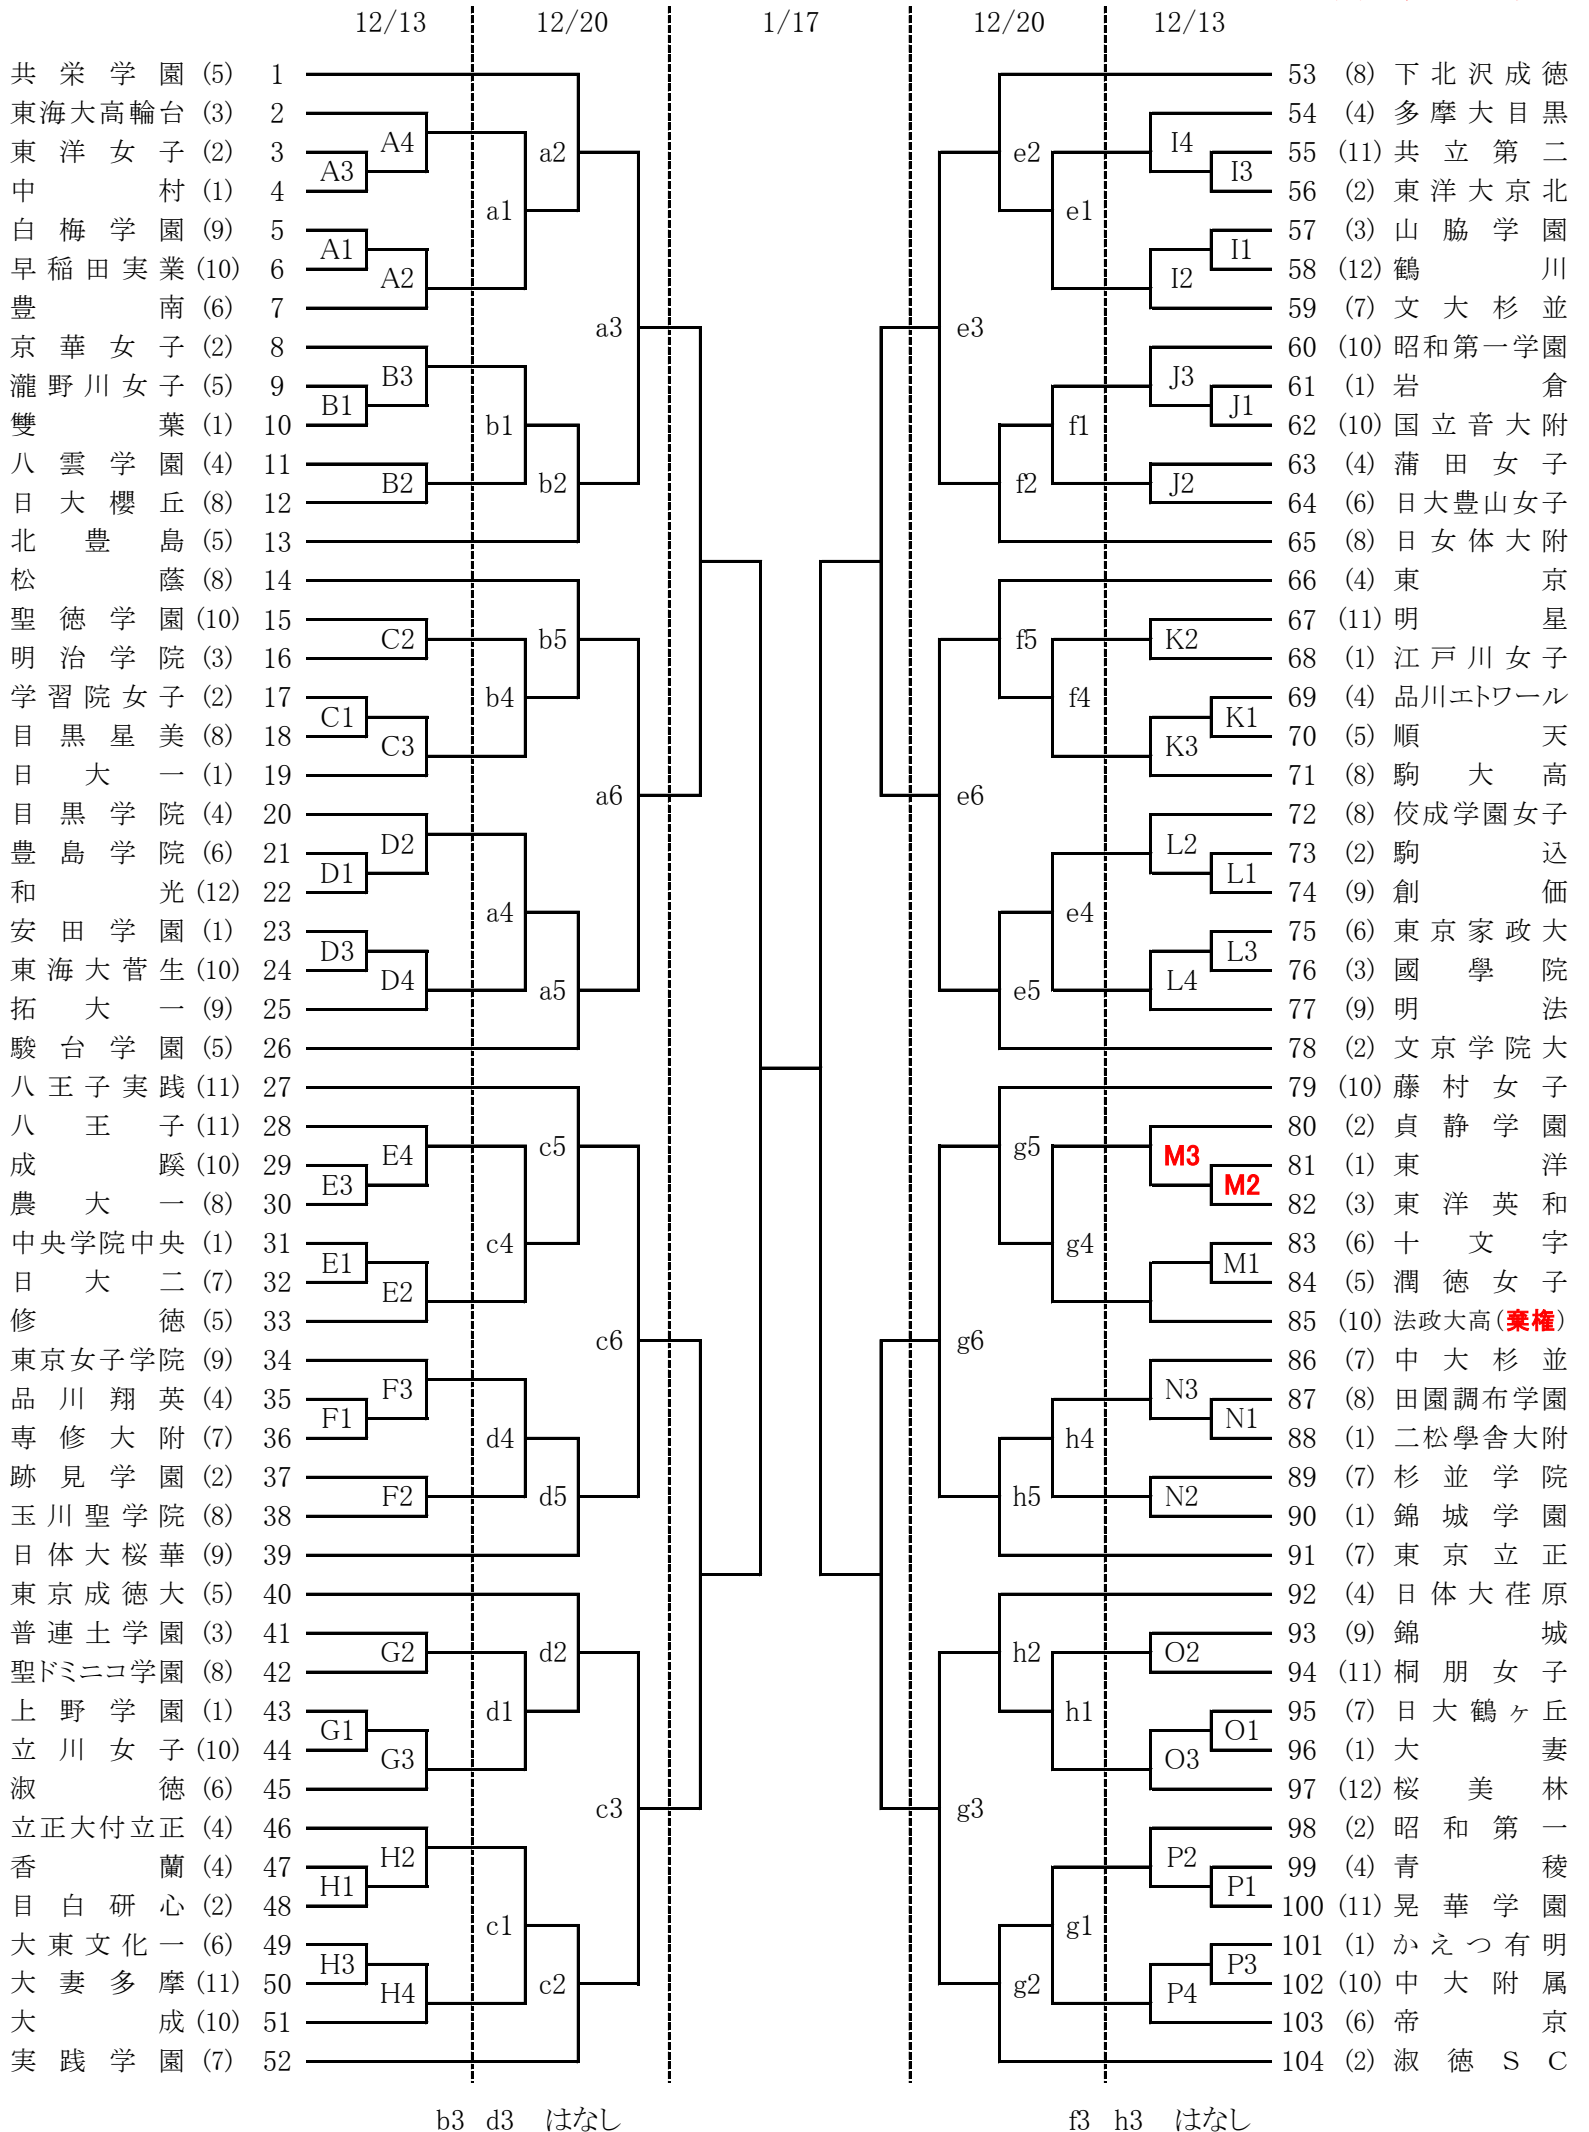 12/13 12/20 1/17 12/20 12/13
共栄学園 (5) 1 53 (8) 下北沢成徳
東海大高輪台 (3) 2 54 (4) 多摩大目黒
A4 a2 e2 I4
東洋女子 (2) 3 55 (11) 共立第二
A3 I3
中村 (1) 4 56 (2) 東洋大京北
a1 e1
白梅学園 (9) 5 57 (3) 山脇学園
A1 I1
早稲田実業 (10) 6 58 (12) 鶴川
A2 I2
豊南 (6) 7 59 (7) 文大杉並
a3 e3
京華女子 (2) 8 60 (10) 昭和第一学園
B3 J3
瀧野川女子 (5) 9 61 (1) 岩倉
B1 J1
雙葉 (1) 10 62 (10) 国立音大附
b1 f1
八雲学園 (4) 11 63 (4) 蒲田女子
B2 b2 f2 J2
日大櫻丘 (8) 12 64 (6) 日大豊山女子
北豊島 (5) 13 65 (8) 日女体大附
松蔭 (8) 14 66 (4) 東京
聖徳学園 (10) 15 67 (11) 明星
C2 b5 f5 K2
明治学院 (3) 16 68 (1) 江戸川女子
学習院女子 (2) 17 69 (4) 品川エトワール
C1 b4 f4 K1
目黒星美 (8) 18 70 (5) 順天
C3 K3
日大一 (1) 19 71 (8) 駒大高
a6 e6
目黒学院 (4) 20 72 (8) 佼成学園女子
D2 L2
豊島学院 (6) 21 73 (2) 駒込
D1 L1
和光 (12) 22 74 (9) 創価
a4 e4
安田学園 (1) 23 75 (6) 東京家政大
D3 L3
東海大菅生 (10) 24 76 (3) 國學院
D4 a5 e5 L4
拓大一 (9) 25 77 (9) 明法
駿台学園 (5) 26 78 (2) 文京学院大
八王子実践 (11) 27 79 (10) 藤村女子
八王子 (11) 28 80 (2) 貞静学園
E4 c5 g5 M3
成蹊 (10) 29 81 (1) 東洋
E3 M2
農大一 (8) 30 82 (3) 東洋英和
中央学院中央 (1) 31 83 (6) 十文字
E1 c4 g4 M1
日大二 (7) 32 84 (5) 潤徳女子
E2
修徳 (5) 33 85 (10) 法政大高(棄権)
c6 g6
東京女子学院 (9) 34 86 (7) 中大杉並
F3 N3
品川翔英 (4) 35 87 (8) 田園調布学園
F1 N1
専修大附 (7) 36 88 (1) 二松學舎大附
d4 h4
跡見学園 (2) 37 89 (7) 杉並学院
F2 d5 h5 N2
玉川聖学院 (8) 38 90 (1) 錦城学園
日体大桜華 (9) 39 91 (7) 東京立正
東京成徳大 (5) 40 92 (4) 日体大荏原
普連土学園 (3) 41 93 (9) 錦城
G2 d2 h2 O2
聖ドミニコ学園 (8) 42 94 (11) 桐朋女子
上野学園 (1) 43 95 (7) 日大鶴ヶ丘
G1 d1 h1 O1
立川女子 (10) 44 96 (1) 大妻
G3 O3
淑徳 (6) 45 97 (12) 桜美林
c3 g3
立正大付立正 (4) 46 98 (2) 昭和第一
H2 P2
香蘭 (4) 47 99 (4) 青稜
H1 P1
目白研心 (2) 48 100 (11) 晃華学園
c1 g1
大東文化一 (6) 49 101 (1) かえつ有明
H3 P3
大妻多摩 (11) 50 102 (10) 中大附属
H4 c2 g2 P4
大成 (10) 51 103 (6) 帝京
実践学園 (7) 52 104 (2) 淑徳SC
b3 d3 はなし f3 h3 はなし